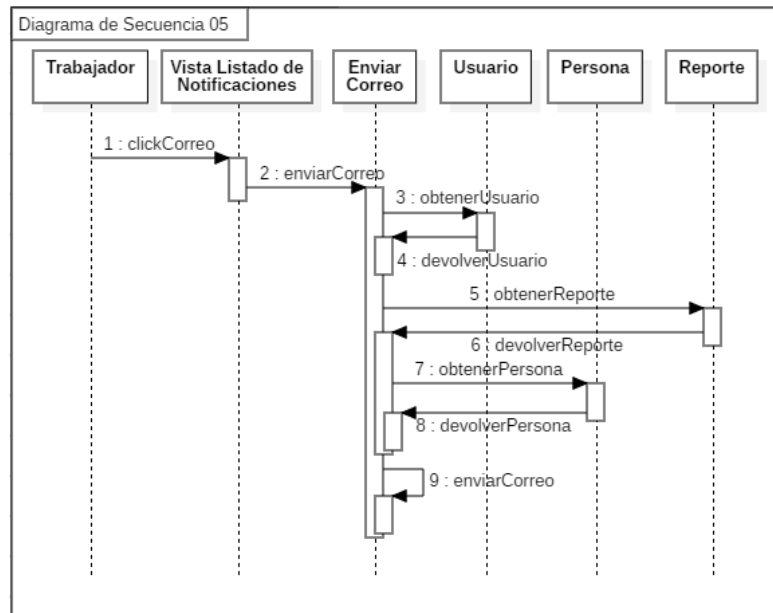 Diagrama de Secuencia 05
Trabajador
Vista Listado de
Notificaciones
Enviar
Correo
Usuario
Persona
Reporte
1 : clickCorreo
2 : enviarCorreo
3 : obtenerUsuario
4 : devolverUsuario
5 : obtenerReporte
6 : devolverReporte
7 : obtenerPersona
8 : devolverPersona
9 : enviarCorreo